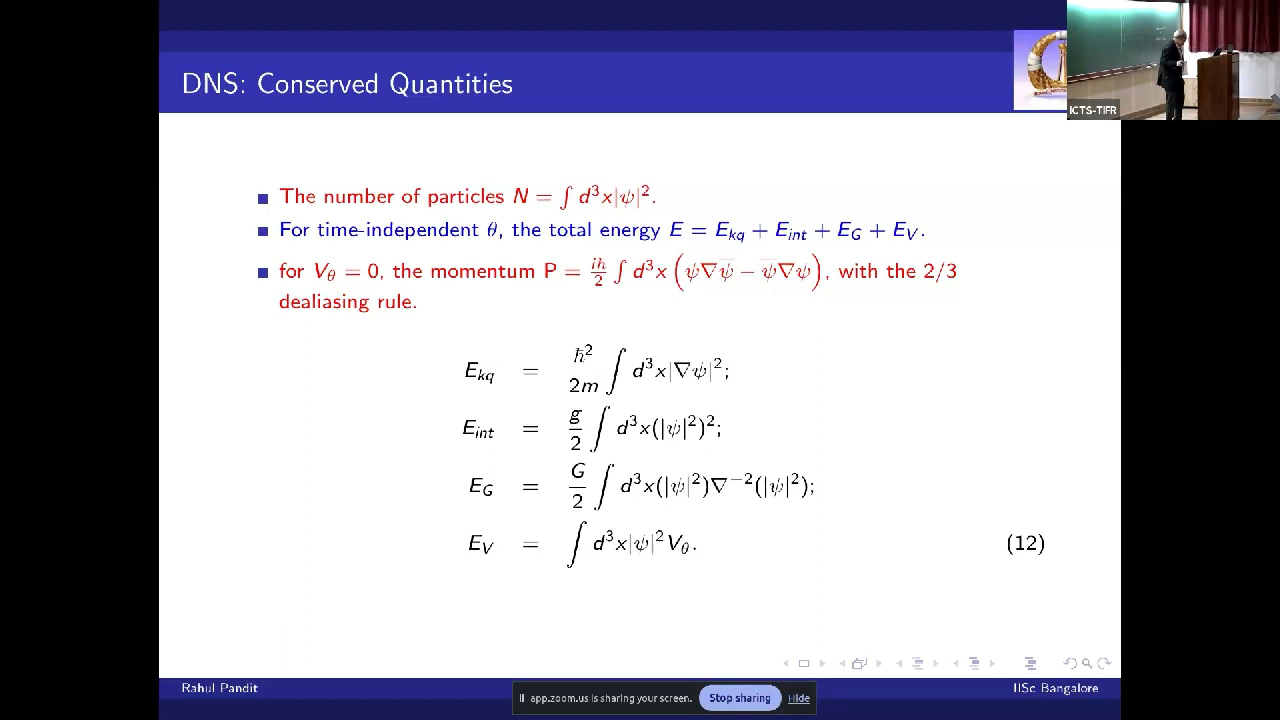 DNS: Conserved Quantities
ICTS-TIFR
The number of particles N = ∫ d³x|ψ|².
For time-independent θ, the total energy E = E_kq + E_int + E_G + E_V.
for V_θ = 0, the momentum P = iħ/2 ∫ d³x (ψ∇ψ̅ − ψ̅∇ψ), with the 2/3
dealiasing rule.
E_kq = ħ²/2m ∫ d³x|∇ψ|²;
E_int = g/2 ∫ d³x(|ψ|²)²;
E_G = G/2 ∫ d³x(|ψ|²)∇⁻²(|ψ|²);
E_V = ∫ d³x|ψ|² V_θ. (12)
Rahul Pandit
IISc Bangalore
app.zoom.us is sharing your screen. Stop sharing Hide